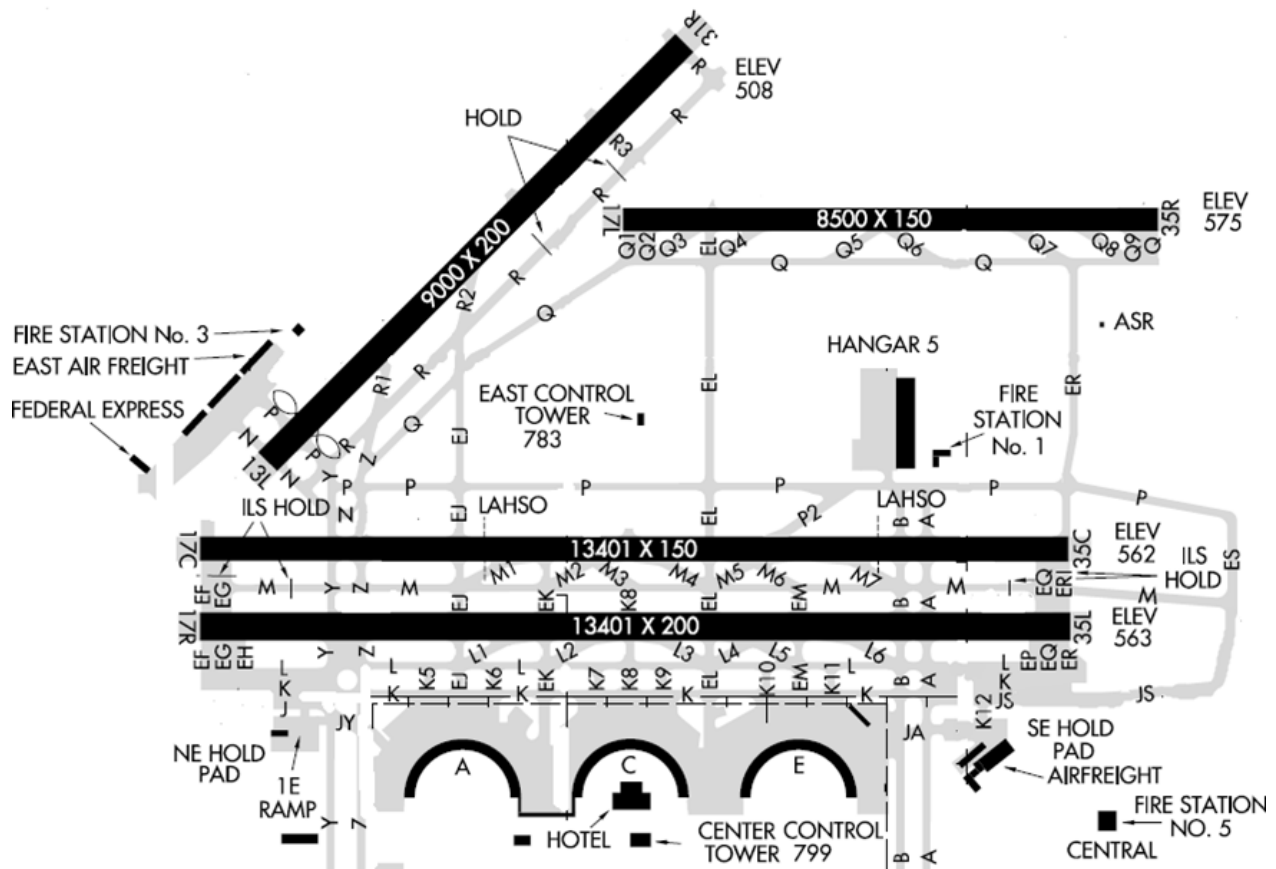 31R
R
ELEV
508
HOLD
R
R3
R
9000 X 200
R
R2
R
R1
17L
8500 X 150
35R
ELEV
575
Q1
Q2
Q3
EL
Q4
Q5
Q6
Q7
Q8
Q9
Q
Q
Q
Q
Q
FIRE STATION No. 3
EAST AIR FREIGHT
FEDERAL EXPRESS
P
N
13L
N
P
R
Y
Z
EJ
EAST CONTROL
TOWER
783
EL
HANGAR 5
FIRE
STATION
No. 1
ASR
ER
ILS HOLD
P
P
P
P
P
P
Z
EJ
LAHSO
EL
P2
LAHSO
B
A
17C
13401 X 150
35C
ELEV
562
ILS
HOLD
ES
EF
EG
M
Y
Z
M
M1
M2
M3
M4
M5
M6
M
M7
M
EQ
ER
M
EJ
EK
K8
EL
EM
B
A
17R
13401 X 200
35L
ELEV
563
EF
EG
EH
Y
Z
L
L1
L
L2
L3
L4
L5
L6
L
L
EP
EQ
ER
L
K
J
K
K5
EJ
K6
K
EK
K7
K8
K9
K
EL
K10
EM
K11
K
B
A
K
JS
JS
JY
JA
K12
NE HOLD
PAD
1E
RAMP
A
C
E
SE HOLD
PAD
AIRFREIGHT
Y
Z
HOTEL
CENTER CONTROL
TOWER 799
B
A
FIRE STATION
NO. 5
CENTRAL